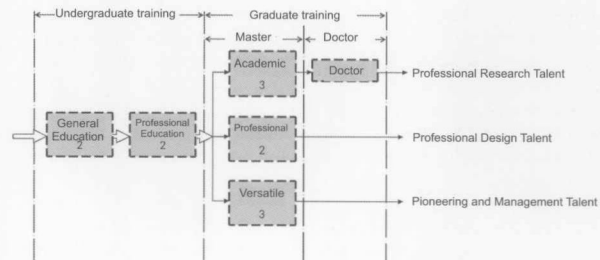 Undergraduate training
Graduate training
Master
Doctor
Academic
3
Doctor
Professional Research Talent
General
Education
2
Professional
Education
2
Professional
2
Professional Design Talent
Versatile
3
Pioneering and Management Talent